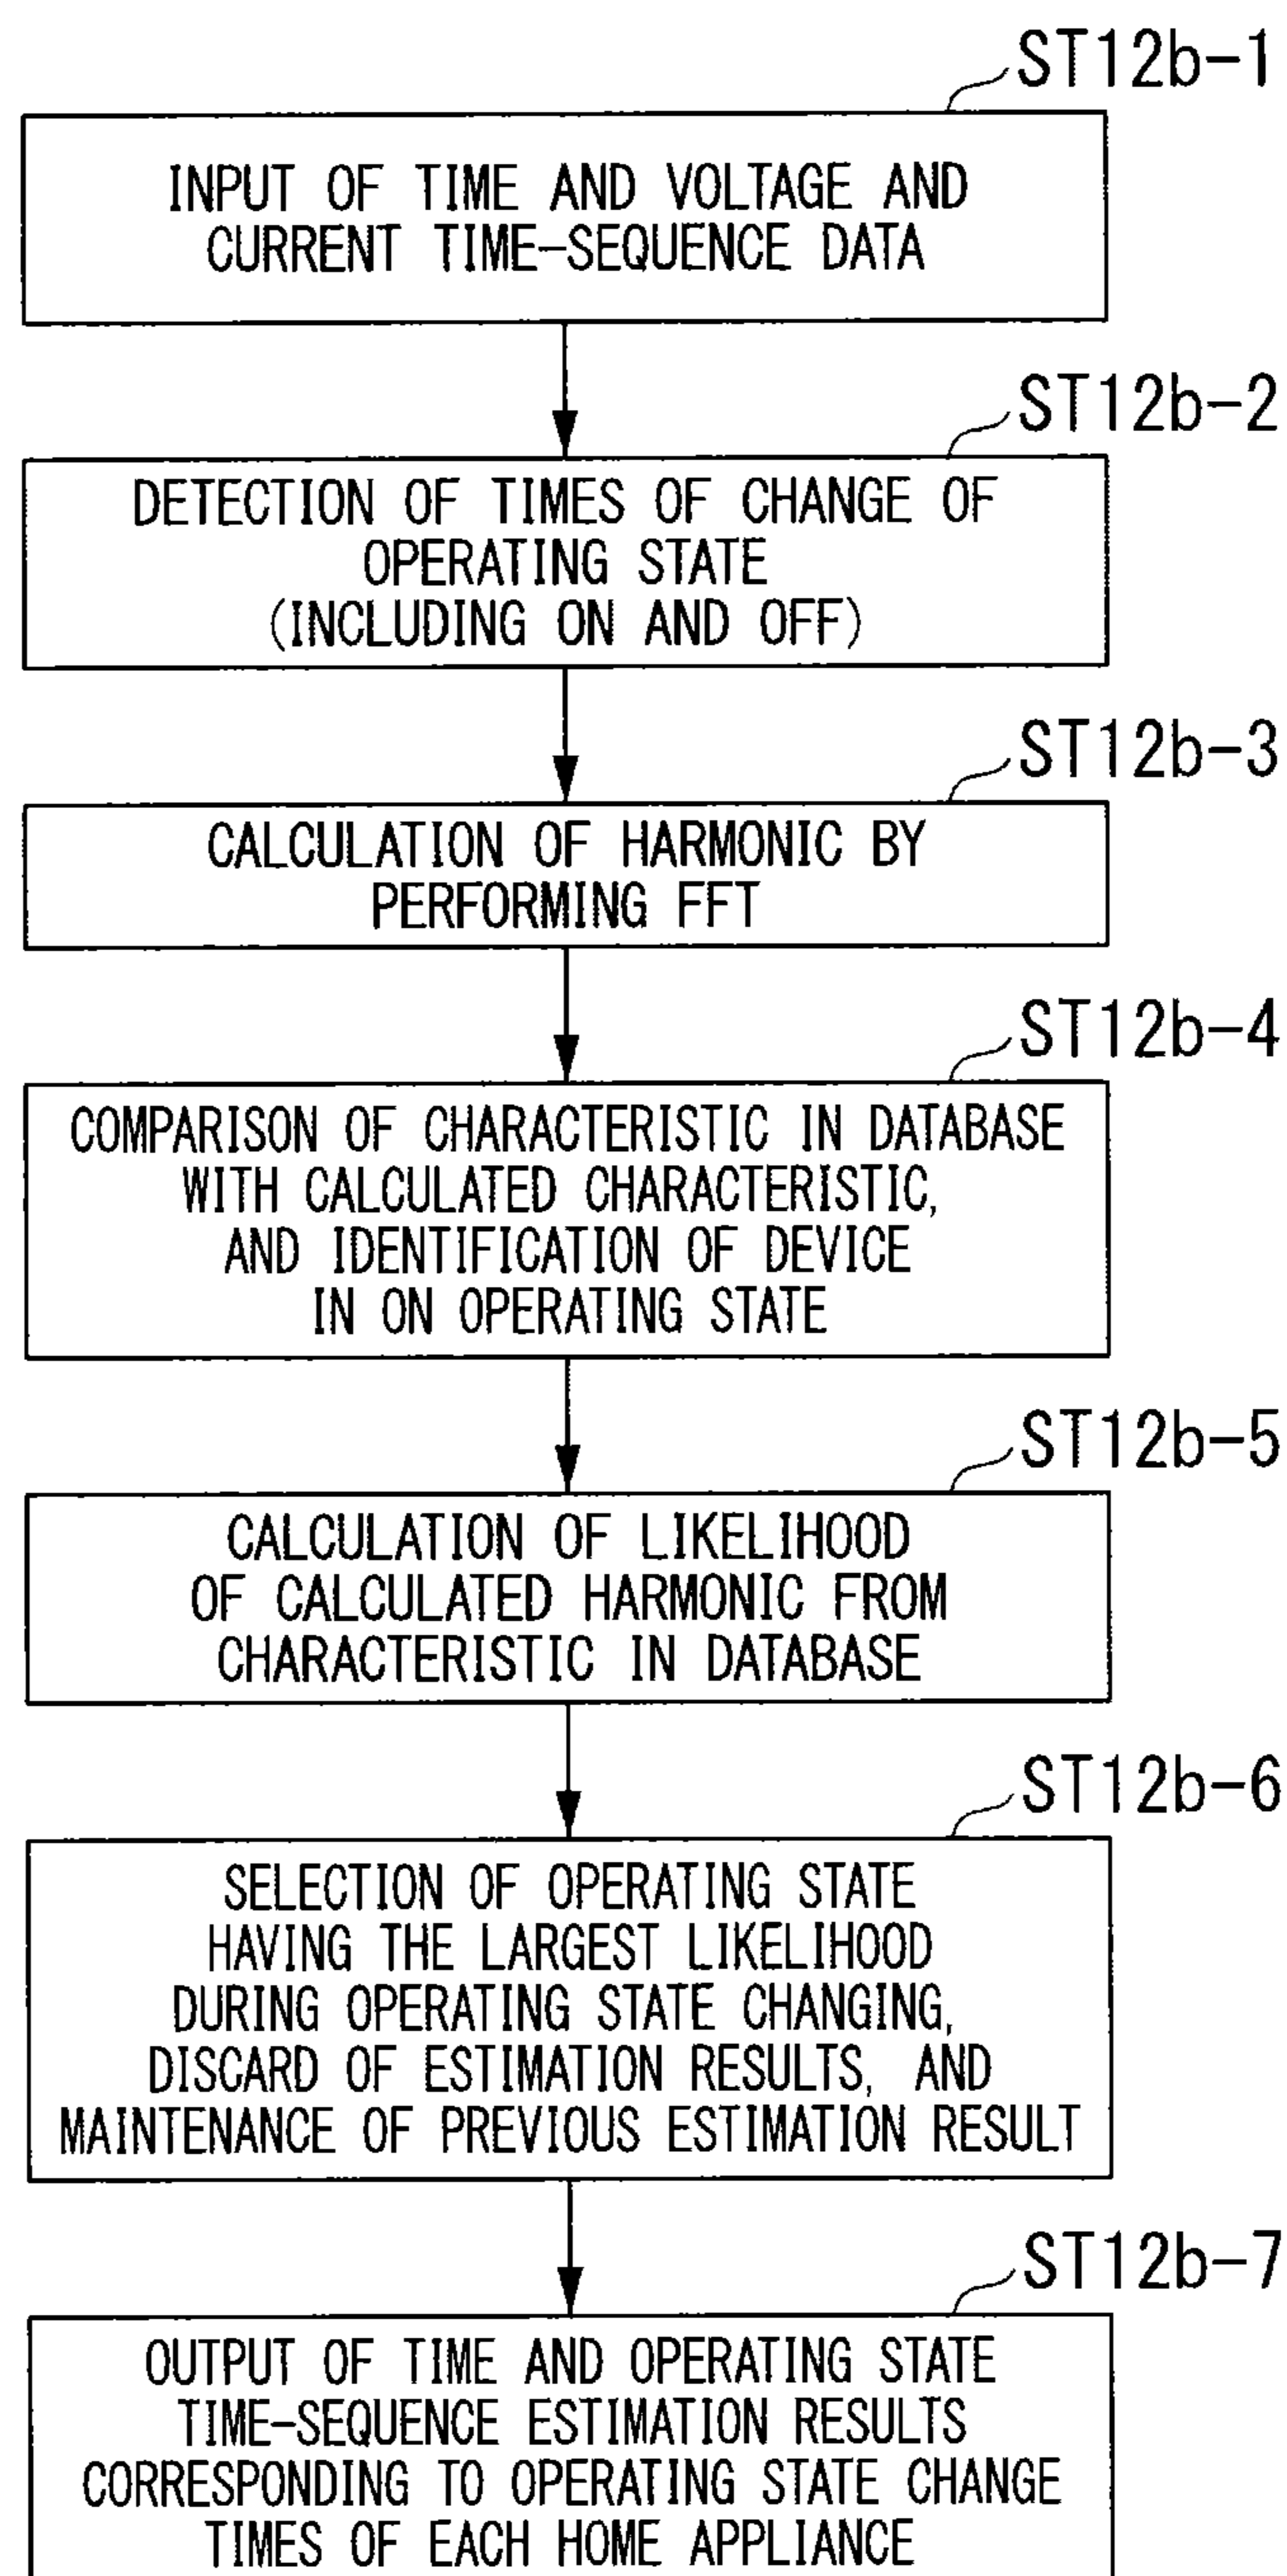 ST12b-1
INPUT OF TIME AND VOLTAGE AND
CURRENT TIME-SEQUENCE DATA
ST12b-2
DETECTION OF TIMES OF CHANGE OF
OPERATING STATE
(INCLUDING ON AND OFF)
ST12b-3
CALCULATION OF HARMONIC BY
PERFORMING FFT
ST12b-4
COMPARISON OF CHARACTERISTIC IN DATABASE
WITH CALCULATED CHARACTERISTIC,
AND IDENTIFICATION OF DEVICE
IN ON OPERATING STATE
ST12b-5
CALCULATION OF LIKELIHOOD
OF CALCULATED HARMONIC FROM
CHARACTERISTIC IN DATABASE
ST12b-6
SELECTION OF OPERATING STATE
HAVING THE LARGEST LIKELIHOOD
DURING OPERATING STATE CHANGING,
DISCARD OF ESTIMATION RESULTS, AND
MAINTENANCE OF PREVIOUS ESTIMATION RESULT
ST12b-7
OUTPUT OF TIME AND OPERATING STATE
TIME-SEQUENCE ESTIMATION RESULTS
CORRESPONDING TO OPERATING STATE CHANGE
TIMES OF EACH HOME APPLIANCE